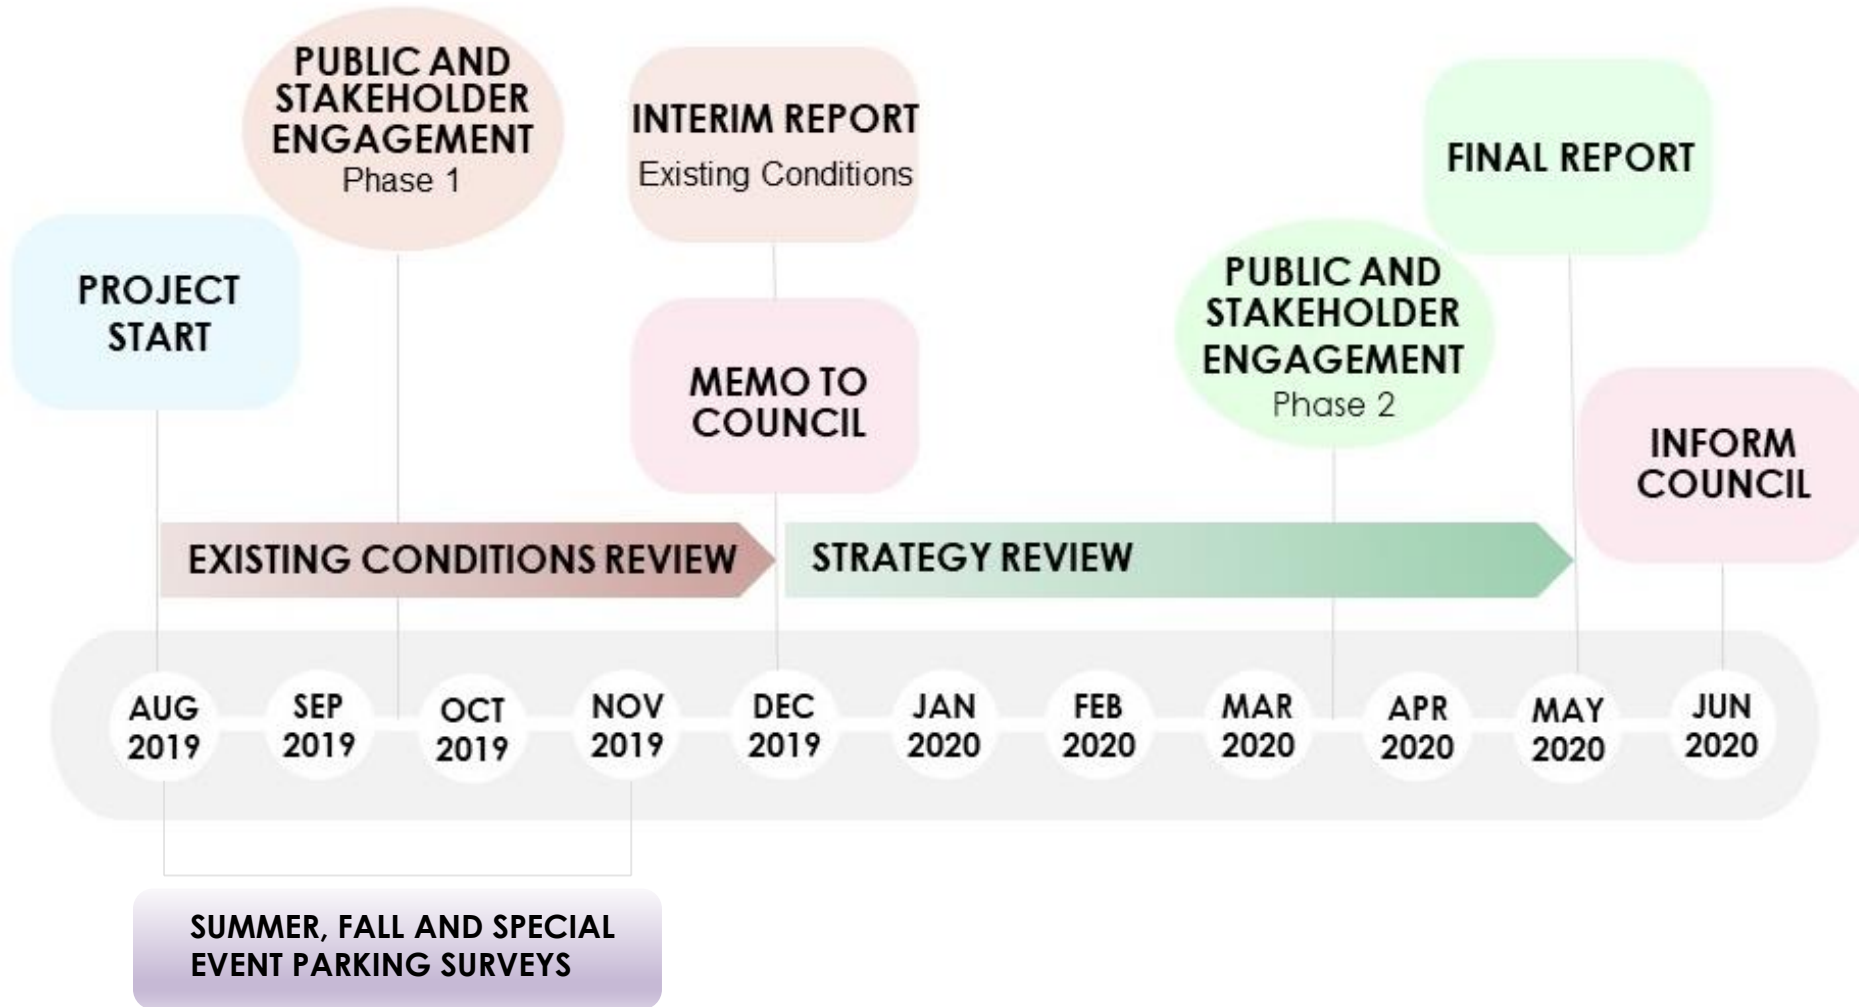 PUBLIC AND
STAKEHOLDER
ENGAGEMENT
Phase 1
INTERIM REPORT
Existing Conditions
FINAL REPORT
PROJECT
START
MEMO TO
COUNCIL
PUBLIC AND
STAKEHOLDER
ENGAGEMENT
Phase 2
INFORM
COUNCIL
EXISTING CONDITIONS REVIEW
STRATEGY REVIEW
AUG
2019
SEP
2019
OCT
2019
NOV
2019
DEC
2019
JAN
2020
FEB
2020
MAR
2020
APR
2020
MAY
2020
JUN
2020
SUMMER, FALL AND SPECIAL
EVENT PARKING SURVEYS